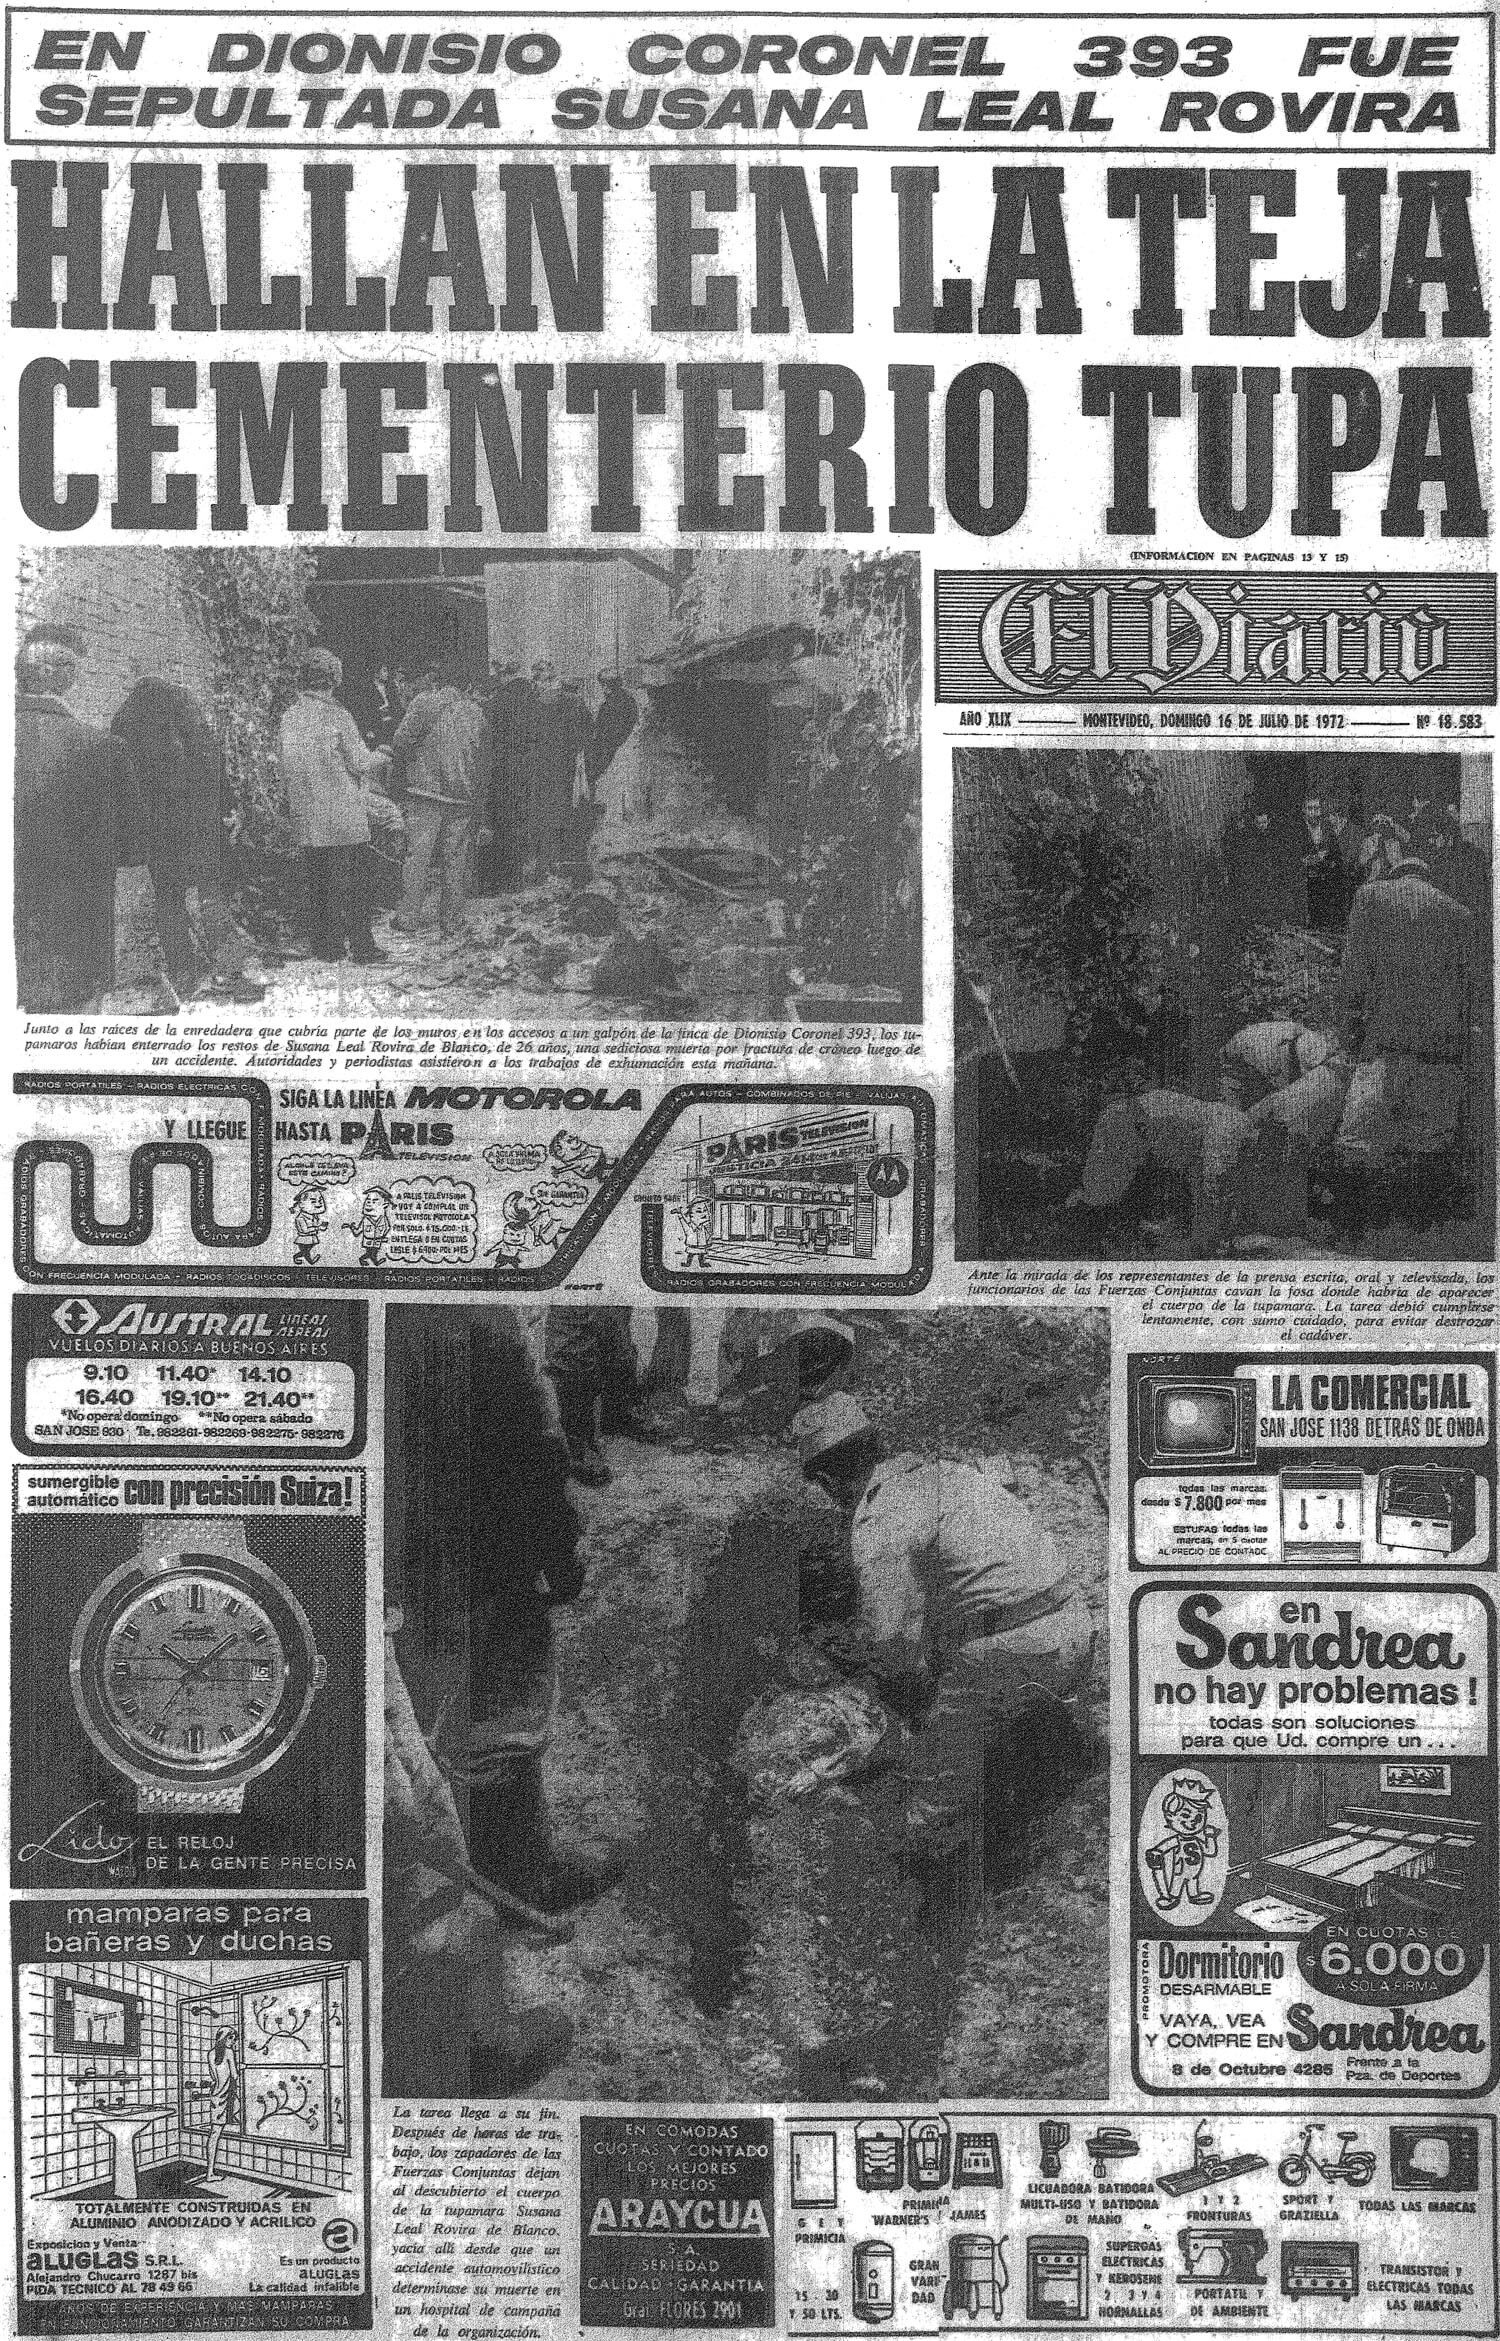 EN DIONISIO CORONEL 393 FUE
SEPULTADA SUSANA LEAL ROVIRA
HALLAN EN LA TEJA
CEMENTERIO TUPA
(INFORMACION EN PAGINAS 13 Y 15)
El Diario
AÑO XLIX — MONTEVIDEO, DOMINGO 16 DE JULIO DE 1972 — Nº 18.583
Junto a las raíces de la enredadera que cubría parte de los muros, en los accesos a un galpón de la finca de Dionisio Coronel 393, los tu-
pamaros habían enterrado los restos de Susana Leal Rovira de Blanco, de 26 años, una sediciosa muerta por fractura de cráneo luego de
un accidente. Autoridades y periodistas asistieron a los trabajos de exhumación esta mañana.
RADIOS PORTATILES - RADIOS ELECTRICAS
SIGA LA LINEA MOTOROLA
Y LLEGUE HASTA PARIS
TELEVISION
A PARIS TELEVISION
VOY A COMPRAR UN
TELEVISOR MOTOROLA
POR SOLO $ 15.000.- DE
ENTREGA O EN CUOTAS
SIN GARANTIA!
RA AUTOS - COMBINADOS DE PIE - VALIJAS
PARIS TELEVISION
CON FRECUENCIA MODULADA - RADIOS TOCADISCOS - TELEVISORES - RADIOS PORTATILES - RADIOS
NORTE
RADIOS GRABADORES CON FRECUENCIA MODULADA
Ante la mirada de los representantes de la prensa escrita, oral y televisada, los
funcionarios de las Fuerzas Conjuntas cavan la fosa donde habría de aparecer
el cuerpo de la tupamara. La tarea debió cumplirse
lentamente, con sumo cuidado, para evitar destrozar
el cadáver.
AUSTRAL LINEAS AEREAS
VUELOS DIARIOS A BUENOS AIRES
9.10 11.40* 14.10
16.40 19.10** 21.40**
*No opera domingo **No opera sábado
SAN JOSE 930 Te. 982261-982269-982275-982276
sumergible
automático con precisión Suiza!
16
Lido
EL RELOJ
DE LA GENTE PRECISA
mamparas para
bañeras y duchas
TOTALMENTE CONSTRUIDAS EN
ALUMINIO ANODIZADO Y ACRILICO
Exposicion y Venta
aLUGLas S.R.L.
Alejandro Chucarro 1287 bis
PIDA TECNICO AL 78 49 66
Es un producto
aLUGLas
La calidad infalible
AÑOS DE EXPERIENCIA Y MAS MAMPARAS
EN FUNCIONAMIENTO GARANTIZAN SU COMPRA
La tarea llega a su fin.
Después de horas de tra-
bajo, los zapadores de las
Fuerzas Conjuntas dejan
al descubierto el cuerpo
de la tupamara Susana
Leal Rovira de Blanco.
yacía allí desde que un
accidente automovilístico
determinase su muerte en
un hospital de campaña
de la organización.
NORTE
LA COMERCIAL
SAN JOSE 1138 DETRAS DE ONDA
todas las marcas.
desde $ 7.800 por mes
ESTUFAS todas las
marcas, en 5 cuotas
AL PRECIO DE CONTADO
en
Sandrea
no hay problemas!
todas son soluciones
para que Ud. compre un ...
S
PROMOTORA
EN CUOTAS DE
$ 6.000
A SOLA FIRMA
Dormitorio
DESARMABLE
VAYA, VEA
Y COMPRE EN Sandrea
8 de Octubre 4285 Frente a la
Pza. de Deportes
EN COMODAS
CUOTAS Y CONTADO
LOS MEJORES
PRECIOS
ARAYCUA
S.A.
SERIEDAD
CALIDAD GARANTIA
Gral. FLORES 2901
G E Y
PRIMICIA
WARNER'S
JAMES
LICUADORA BATIDORA
MULTI-USO Y BATIDORA
DE MANO
1 Y 2
FRONTURAS
SPORT Y
GRAZIELLA
TODAS LAS MARCAS
15 - 30
Y 50 LTS.
GRAN
VARIE-
DAD
SUPERGAS
ELECTRICAS
Y KEROSENE
2 3 Y 4
HORNALLAS
PORTATIL Y
DE AMBIENTE
TRANSISTOR Y
ELECTRICAS TODAS
LAS MARCAS